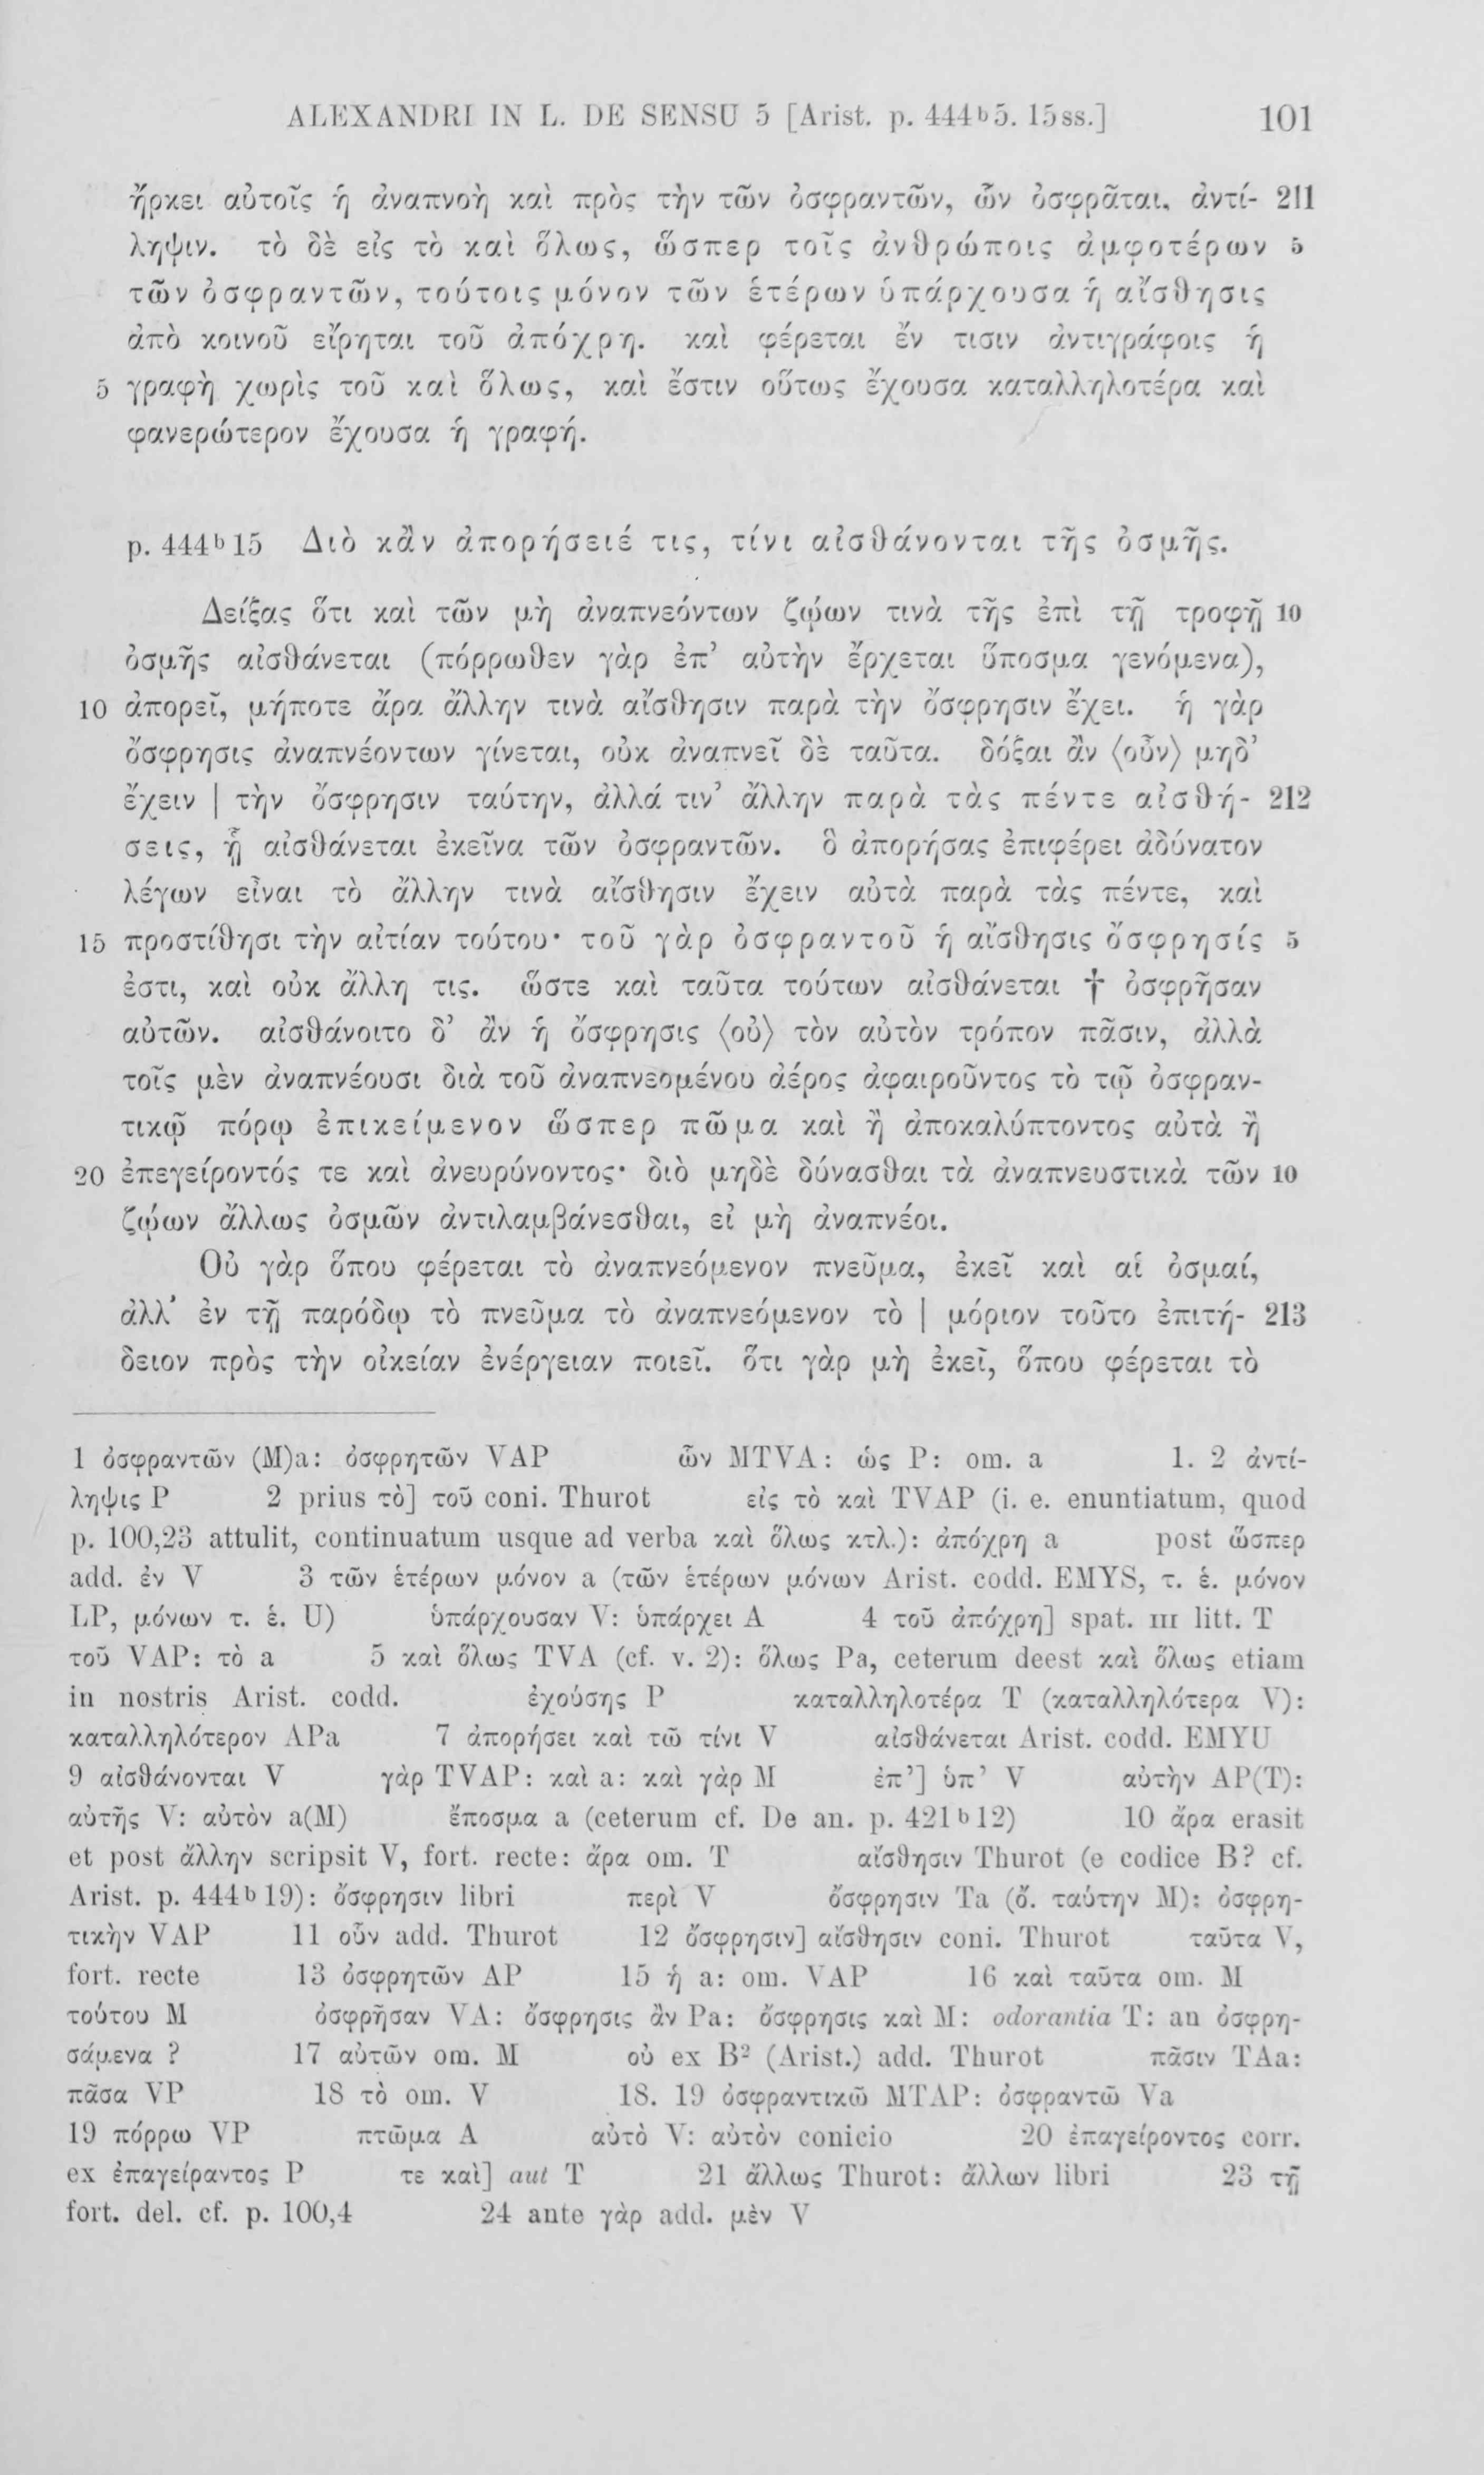 ALEXANDRI IN L. DE SENSU 5 [Arist. p. 444ᵇ5. 15ss.] 101
ἤρκει αὐτοῖς ἡ ἀναπνοὴ καὶ πρὸς τὴν τῶν ὀσφραντῶν, ὧν ὀσφρᾶται, ἀντί- 211
ληψιν. τὸ δὲ εἰς τὸ καὶ ὅλως, ὥσπερ τοῖς ἀνθρώποις ἀμφοτέρων 5
τῶν ὀσφραντῶν, τούτοις μόνον τῶν ἑτέρων ὑπάρχουσα ἡ αἴσθησις
ἀπὸ κοινοῦ εἴρηται τοῦ ἀπόχρη. καὶ φέρεται ἔν τισιν ἀντιγράφοις ἡ
5 γραφὴ χωρὶς τοῦ καὶ ὅλως, καὶ ἔστιν οὕτως ἔχουσα καταλληλοτέρα καὶ
φανερώτερον ἔχουσα ἡ γραφή.
p. 444ᵇ15 Διὸ κἂν ἀπορήσειέ τις, τίνι αἰσθάνονται τῆς ὀσμῆς.
Δείξας ὅτι καὶ τῶν μὴ ἀναπνεόντων ζῴων τινὰ τῆς ἐπὶ τῇ τροφῇ 10
ὀσμῆς αἰσθάνεται (πόρρωθεν γὰρ ἐπ’ αὐτὴν ἔρχεται ὕποσμα γενόμενα),
10 ἀπορεῖ, μήποτε ἄρα ἄλλην τινὰ αἴσθησιν παρὰ τὴν ὄσφρησιν ἔχει. ἡ γὰρ
ὄσφρησις ἀναπνέοντων γίνεται, οὐκ ἀναπνεῖ δὲ ταῦτα. δόξαι ἂν ⟨οὖν⟩ μηδ’
ἔχειν | τὴν ὄσφρησιν ταύτην, ἀλλά τιν’ ἄλλην παρὰ τὰς πέντε αἰσθή- 212
σεις, ᾗ αἰσθάνεται ἐκεῖνα τῶν ὀσφραντῶν. ὃ ἀπορήσας ἐπιφέρει ἀδύνατον
λέγων εἶναι τὸ ἄλλην τινὰ αἴσθησιν ἔχειν αὐτὰ παρὰ τὰς πέντε, καὶ
15 προστίθησι τὴν αἰτίαν τούτου· τοῦ γὰρ ὀσφραντοῦ ἡ αἴσθησις ὄσφρησίς 5
ἐστι, καὶ οὐκ ἄλλη τις. ὥστε καὶ ταῦτα τούτων αἰσθάνεται † ὀσφρῆσαν
αὐτῶν. αἰσθάνοιτο δ’ ἂν ἡ ὄσφρησις ⟨οὐ⟩ τὸν αὐτὸν τρόπον πᾶσιν, ἀλλὰ
τοῖς μὲν ἀναπνέουσι διὰ τοῦ ἀναπνεομένου ἀέρος ἀφαιροῦντος τὸ τῷ ὀσφραν-
τικῷ πόρῳ ἐπικείμενον ὥσπερ πῶμα καὶ ἢ ἀποκαλύπτοντος αὐτὰ ἢ
20 ἐπεγείροντός τε καὶ ἀνευρύνοντος· διὸ μηδὲ δύνασθαι τὰ ἀναπνευστικὰ τῶν 10
ζῴων ἄλλως ὀσμῶν ἀντιλαμβάνεσθαι, εἰ μὴ ἀναπνέοι.
Οὐ γὰρ ὅπου φέρεται τὸ ἀναπνεόμενον πνεῦμα, ἐκεῖ καὶ αἱ ὀσμαί,
ἀλλ’ ἐν τῇ παρόδῳ τὸ πνεῦμα τὸ ἀναπνεόμενον τὸ | μόριον τοῦτο ἐπιτή- 213
δειον πρὸς τὴν οἰκείαν ἐνέργειαν ποιεῖ. ὅτι γὰρ μὴ ἐκεῖ, ὅπου φέρεται τὸ
1 ὀσφραντῶν (M)a: ὀσφρητῶν VAP ὧν MTVA: ὡς P: om. a 1. 2 ἀντί-
ληψις P 2 prius τὸ] τοῦ coni. Thurot εἰς τὸ καὶ TVAP (i. e. enuntiatum, quod
p. 100,23 attulit, continuatum usque ad verba καὶ ὅλως κτλ.): ἀπόχρη a post ὥσπερ
add. ἐν V 3 τῶν ἑτέρων μόνον a (τῶν ἑτέρων μόνων Arist. codd. EMYS, τ. ἑ. μόνον
LP, μόνων τ. ἑ. U) ὑπάρχουσαν V: ὑπάρχει A 4 τοῦ ἀπόχρη] spat. III litt. T
τοῦ VAP: τὸ a 5 καὶ ὅλως TVA (cf. v. 2): ὅλως Pa, ceterum deest καὶ ὅλως etiam
in nostris Arist. codd. ἐχούσης P καταλληλοτέρα T (καταλληλότερα V):
καταλληλότερον APa 7 ἀπορήσει καὶ τῶ τίνι V αἰσθάνεται Arist. codd. EMYU
9 αἰσθάνονται V γὰρ TVAP: καὶ a: καὶ γὰρ M ἐπ’] ὑπ’ V αὐτὴν AP(T):
αὐτῆς V: αὐτὸν a(M) ἔποσμα a (ceterum cf. De an. p. 421ᵇ12) 10 ἄρα erasit
et post ἄλλην scripsit V, fort. recte: ἄρα om. T αἴσθησιν Thurot (e codice B? cf.
Arist. p. 444ᵇ19): ὄσφρησιν libri περὶ V ὄσφρησιν Ta (ὄ. ταύτην M): ὀσφρη-
τικὴν VAP 11 οὖν add. Thurot 12 ὄσφρησιν] αἴσθησιν coni. Thurot ταῦτα V,
fort. recte 13 ὀσφρητῶν AP 15 ἡ a: om. VAP 16 καὶ ταῦτα om. M
τούτου M ὀσφρῆσαν VA: ὄσφρησις ἂν Pa: ὄσφρησις καὶ M: odorantia T: an ὀσφρη-
σάμενα ? 17 αὐτῶν om. M οὐ ex B² (Arist.) add. Thurot πᾶσιν TAa:
πᾶσα VP 18 τὸ om. V 18. 19 ὀσφραντικῶ MTAP: ὀσφραντῶ Va
19 πόρρω VP πτῶμα A αὐτὸ V: αὐτὸν conicio 20 ἐπαγείροντος corr.
ex ἐπαγείραντος P τε καὶ] aut T 21 ἄλλως Thurot: ἄλλων libri 23 τῇ
fort. del. cf. p. 100,4 24 ante γὰρ add. μὲν V